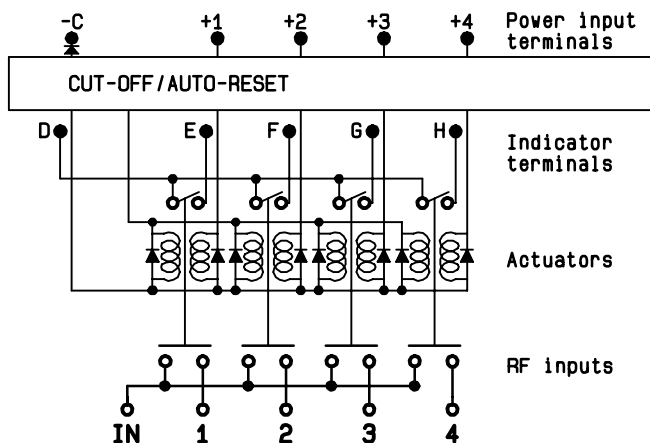 -C +1 +2 +3 +4 Power input
terminals
CUT-OFF/AUTO-RESET
D E F G H Indicator
terminals
Actuators
RF inputs
IN 1 2 3 4